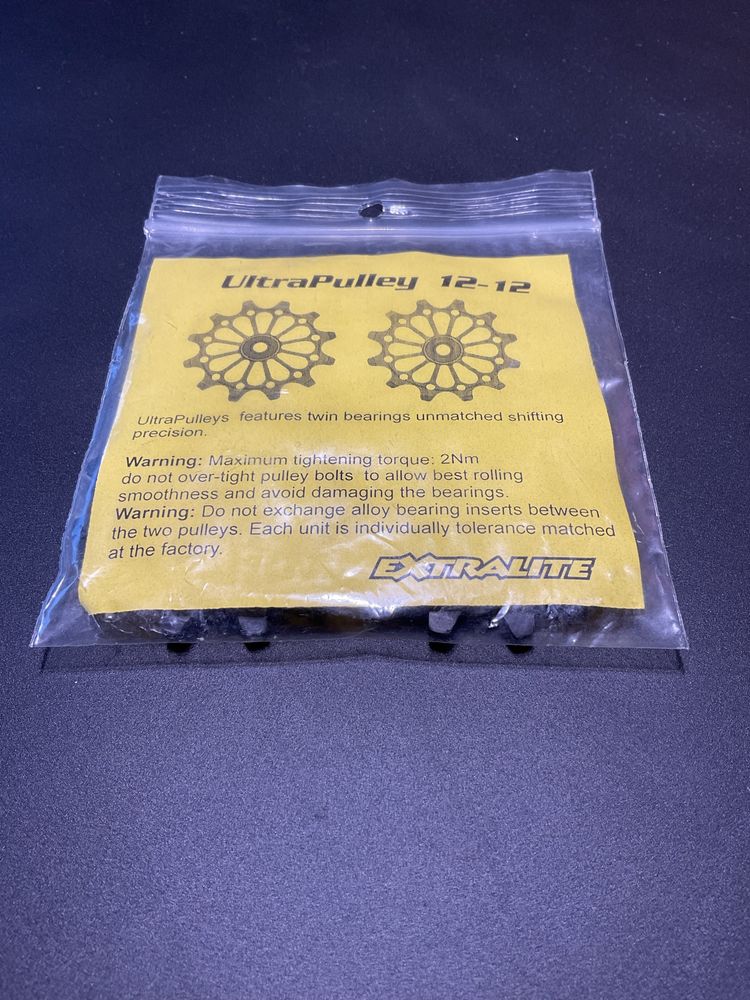 UltraPulley 12-12
UltraPulleys features twin bearings unmatched shifting
precision.
Warning: Maximum tightening torque: 2Nm
do not over-tight pulley bolts to allow best rolling
smoothness and avoid damaging the bearings.
Warning: Do not exchange alloy bearing inserts between
the two pulleys. Each unit is individually tolerance matched
at the factory.
EXTRALITE